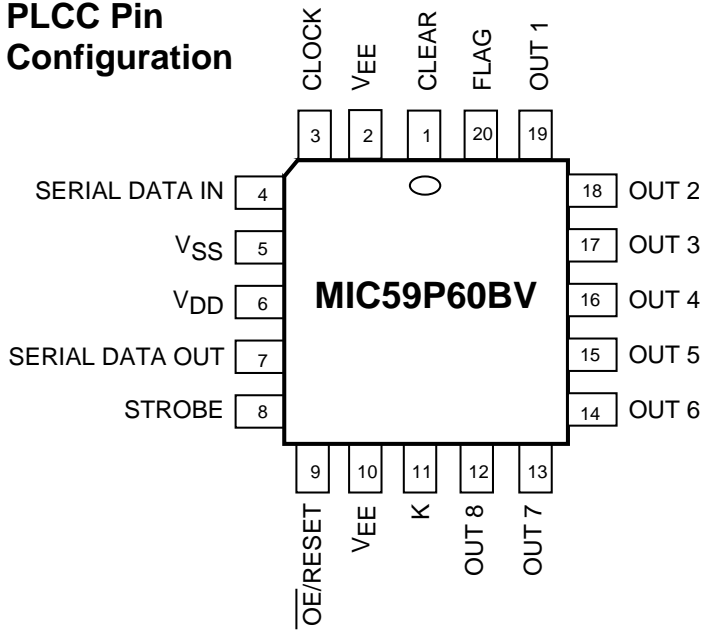 PLCC Pin
Configuration
CLOCK
VEE
CLEAR
FLAG
OUT 1
3
2
1
20
19
SERIAL DATA IN 4
18 OUT 2
VSS 5
17 OUT 3
VDD 6
MIC59P60BV
16 OUT 4
SERIAL DATA OUT 7
15 OUT 5
STROBE 8
14 OUT 6
9
10
11
12
13
OE/RESET
VEE
K
OUT 8
OUT 7